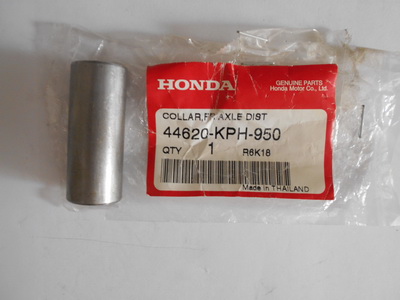 HONDA
GENUINE PARTS
Honda Motor Co., Ltd.
COLLAR,FR AXLE DIST
44620-KPH-950
QTY 1 R6K18
Made in THAILAND